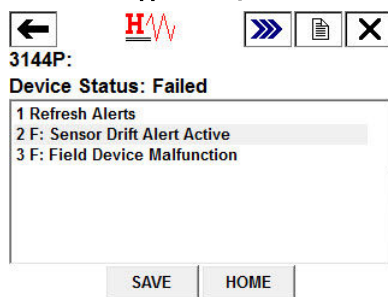 H
3144P:
Device Status: Failed
1 Refresh Alerts
2 F: Sensor Drift Alert Active
3 F: Field Device Malfunction
SAVE HOME